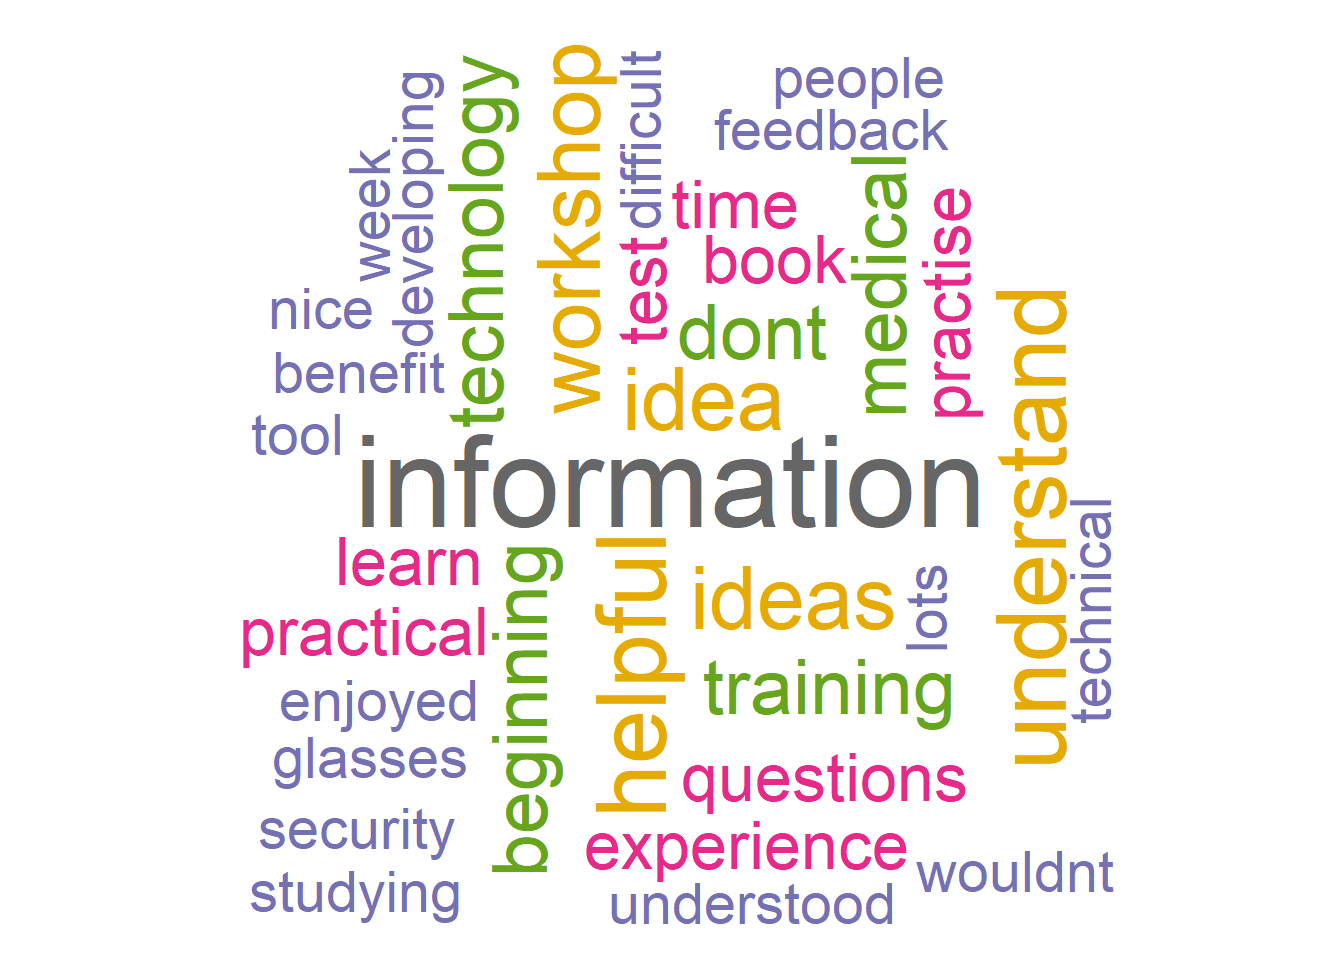 people
feedback
difficult
workshop
technology
developing
week
time
book
medical
practise
test
nice
dont
benefit
idea
tool
information
understand
learn
helpful
beginning
ideas
lots
technical
practical
training
enjoyed
glasses
questions
security
experience
wouldnt
studying
understood